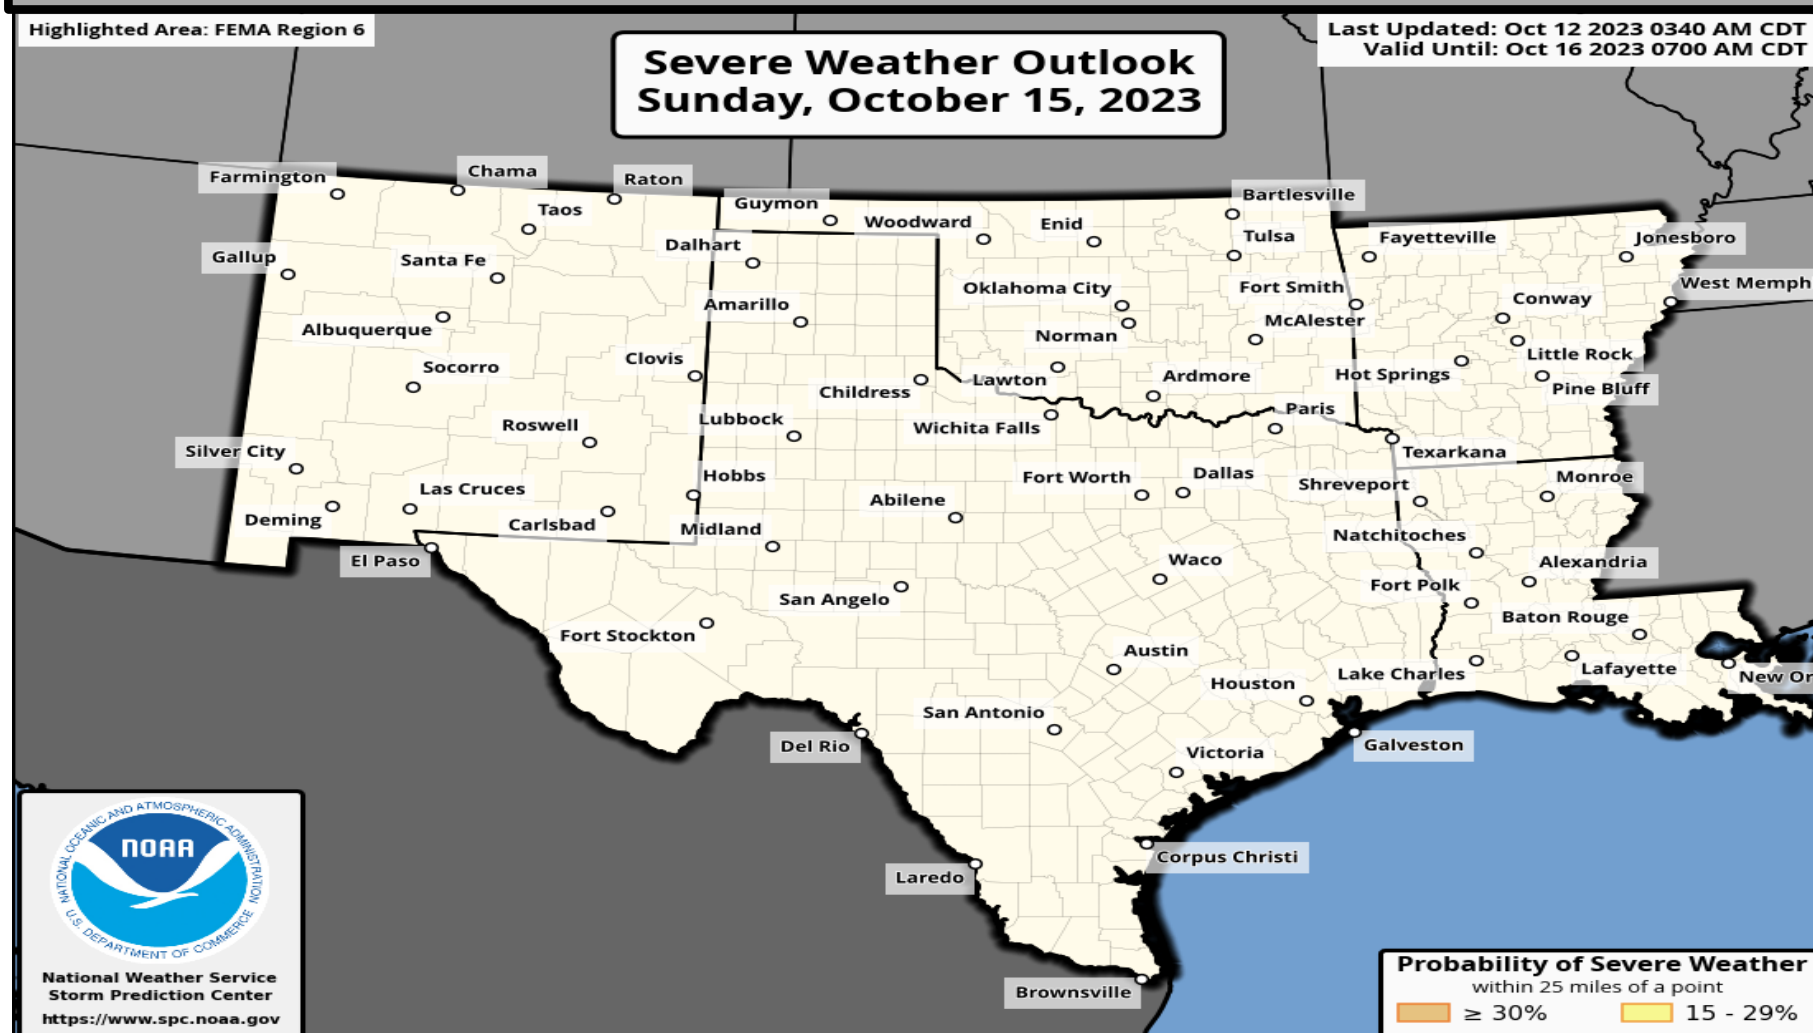 Highlighted Area: FEMA Region 6
Last Updated: Oct 12 2023 0340 AM CDT
Valid Until: Oct 16 2023 0700 AM CDT
Severe Weather Outlook
Sunday, October 15, 2023
Farmington
Chama
Raton
Guymon
Bartlesville
Taos
Woodward
Enid
Tulsa
Fayetteville
Jonesboro
Gallup
Santa Fe
Dalhart
Oklahoma City
Fort Smith
West Memph
Albuquerque
Amarillo
Norman
McAlester
Conway
Little Rock
Socorro
Clovis
Childress
Lawton
Ardmore
Hot Springs
Pine Bluff
Roswell
Lubbock
Wichita Falls
Paris
Texarkana
Silver City
Las Cruces
Hobbs
Abilene
Fort Worth
Dallas
Shreveport
Monroe
Deming
Carlsbad
Midland
Natchitoches
El Paso
San Angelo
Waco
Fort Polk
Alexandria
Fort Stockton
Austin
Baton Rouge
Lake Charles
Lafayette
New Or
San Antonio
Houston
Del Rio
Victoria
Galveston
Laredo
Corpus Christi
Brownsville
NATIONAL OCEANIC AND ATMOSPHERIC ADMINISTRATION
NOAA
U.S. DEPARTMENT OF COMMERCE
National Weather Service
Storm Prediction Center
https://www.spc.noaa.gov
Probability of Severe Weather
within 25 miles of a point
≥ 30% 15 - 29%